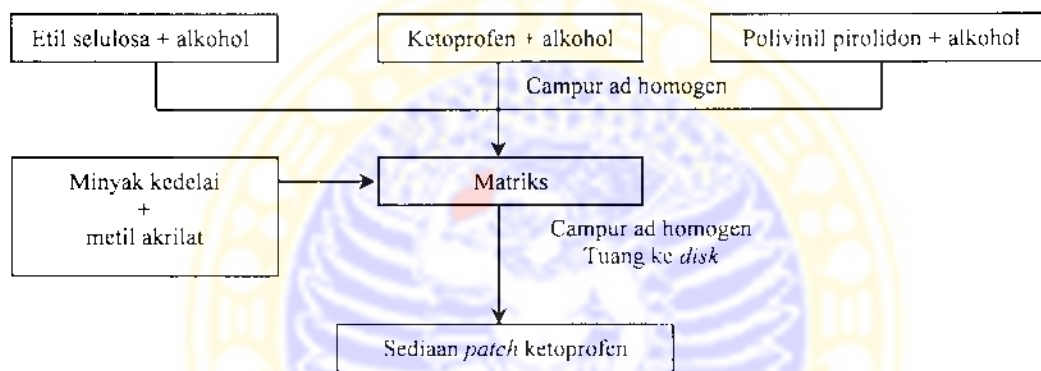 Etil selulosa + alkohol
Ketoprofen + alkohol
Polivinil pirolidon + alkohol
Campur ad homogen
Minyak kedelai
+
metil akrilat
Matriks
Campur ad homogen
Tuang ke disk
Sediaan patch ketoprofen